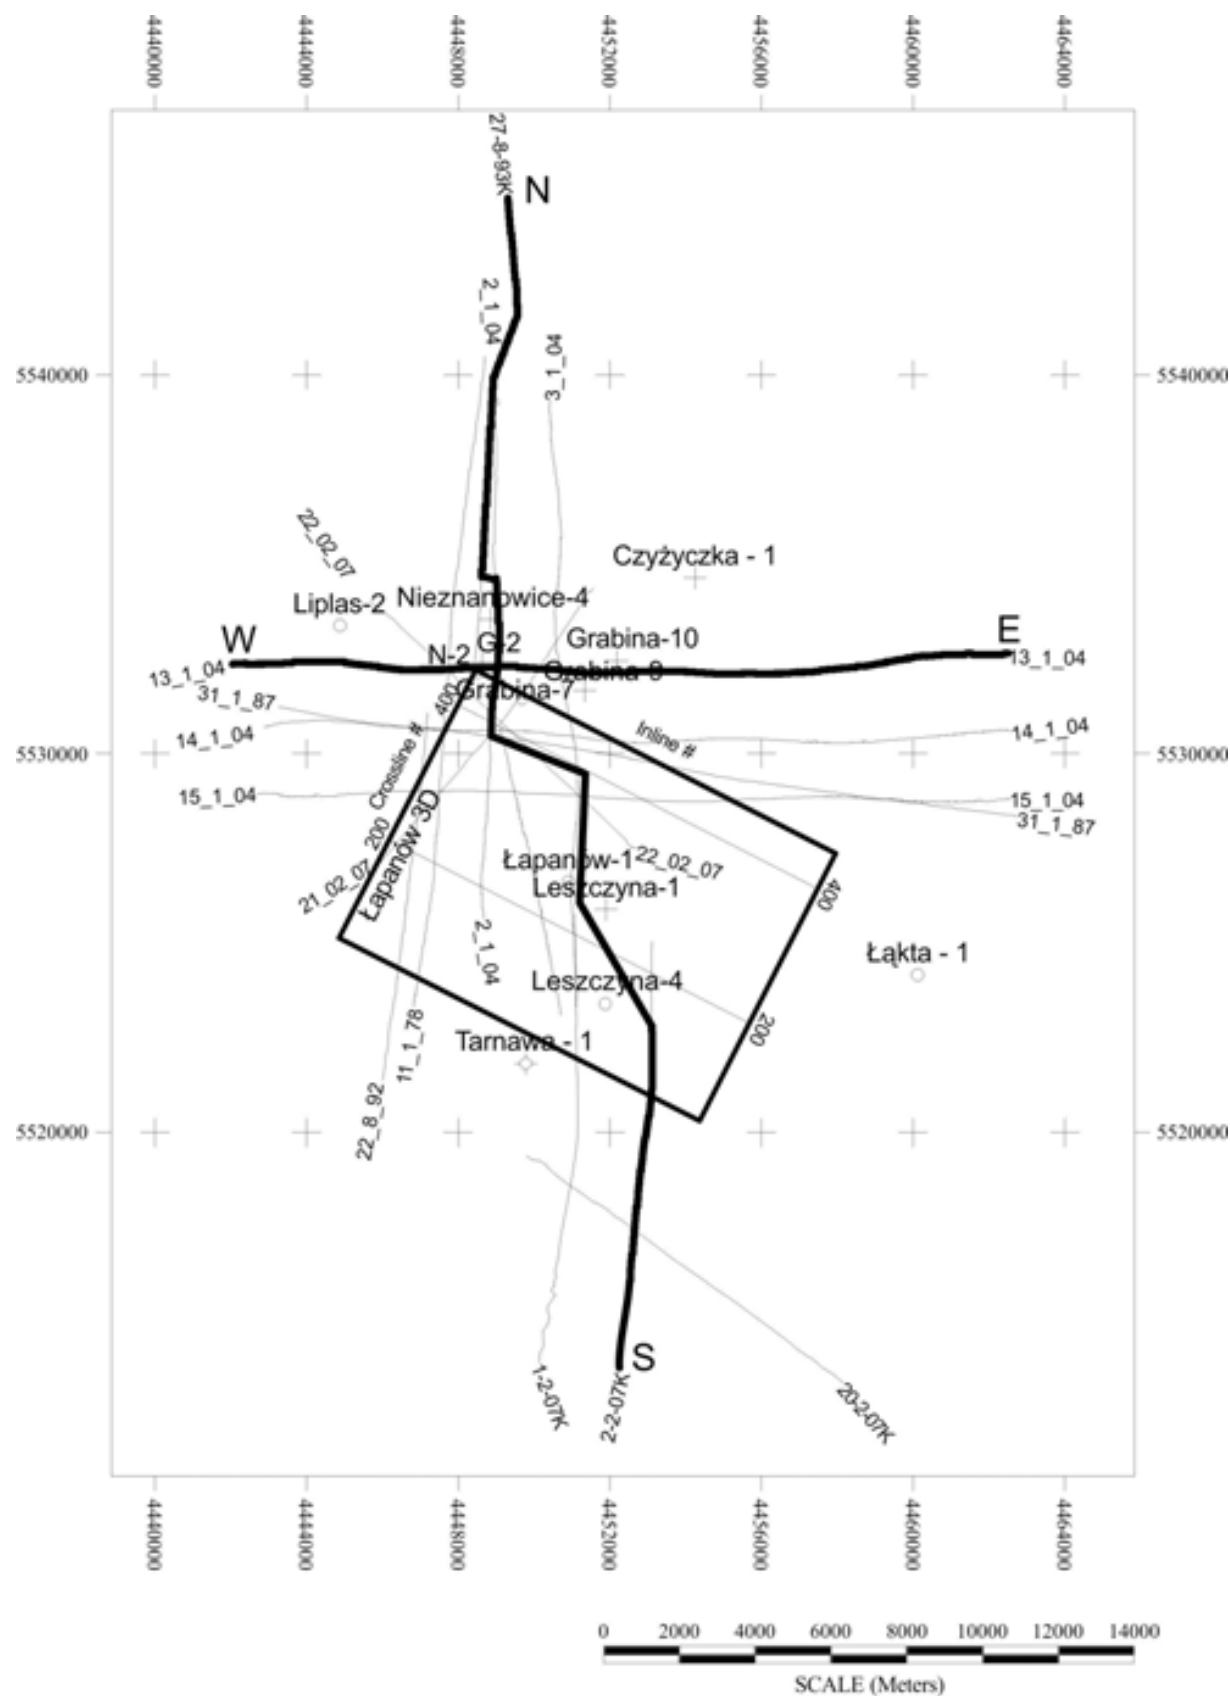 4440000
4444000
4448000
4452000
4456000
4460000
4464000
27-8-93K
N
2_1_04
3_1_04
5540000
5540000
22_02_07
Czyżyczka - 1
Nieznanowice-4
Liplas-2
W
E
G-2
Grabina-10
N-2
13_1_04
13_1_04
Grabina-9
Grabina-7
31_1_87
400
Inline #
14_1_04
14_1_04
5530000
5530000
Crossline #
15_1_04
15_1_04
31_1_87
200
Łapanów 3D
Łapanów-1
22_02_07
21_02_07
Leszczyna-1
400
2_1_04
Łąkta - 1
Leszczyna-4
200
11_1_78
Tarnawa - 1
22_8_92
5520000
5520000
S
1-2-07K
2-2-07K
20-2-07K
4440000
4444000
4448000
4452000
4456000
4460000
4464000
0 2000 4000 6000 8000 10000 12000 14000
SCALE (Meters)